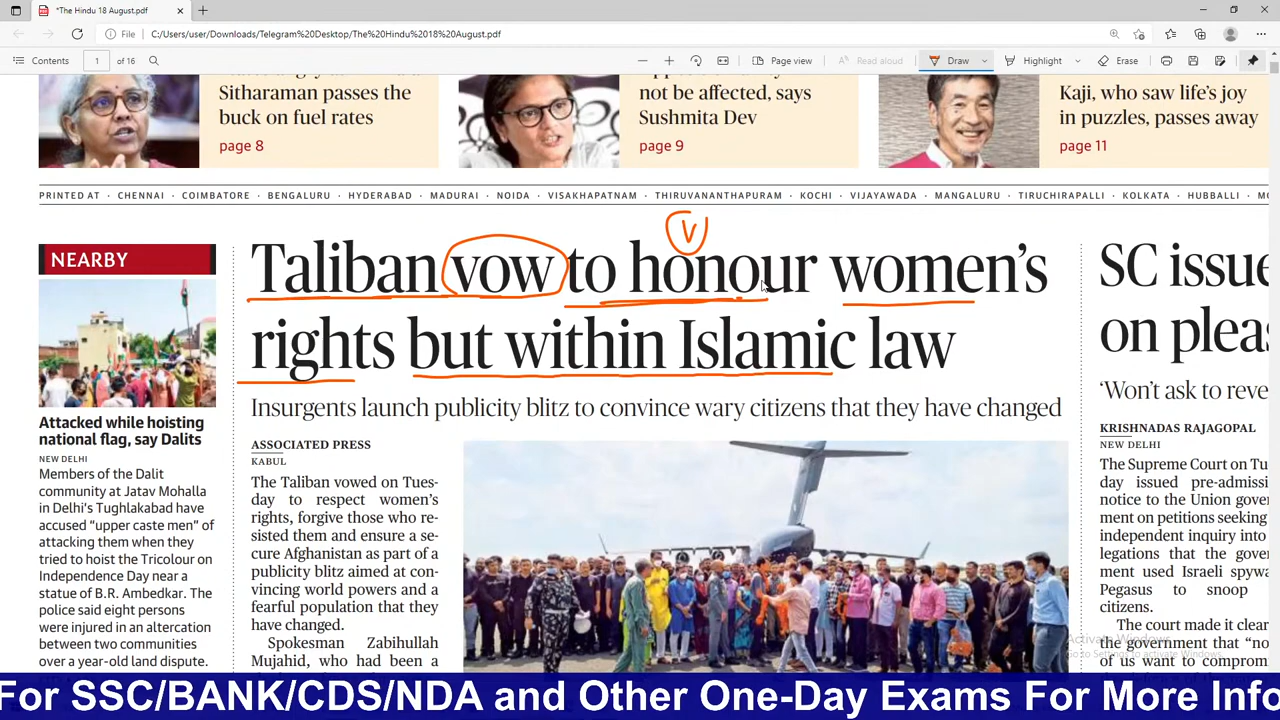 *The Hindu 18 August.pdf
File
C:/Users/user/Downloads/Telegram%20Desktop/The%20Hindu%2018%20August.pdf
Contents
1
of 16
Page view
Read aloud
Draw
Highlight
Erase
Sitharaman passes the
buck on fuel rates
page 8
not be affected, says
Sushmita Dev
page 9
Kaji, who saw life's joy
in puzzles, passes away
page 11
PRINTED AT · CHENNAI · COIMBATORE · BENGALURU · HYDERABAD · MADURAI · NOIDA · VISAKHAPATNAM · THIRUVANANTHAPURAM · KOCHI · VIJAYAWADA · MANGALURU · TIRUCHIRAPALLI · KOLKATA · HUBBALLI ·
V
NEARBY
Attacked while hoisting
national flag, say Dalits
NEW DELHI
Members of the Dalit
community at Jatav Mohalla
in Delhi's Tughlakabad have
accused “upper caste men” of
attacking them when they
tried to hoist the Tricolour on
Independence Day near a
statue of B.R. Ambedkar. The
police said eight persons
were injured in an altercation
between two communities
over a year-old land dispute.
Taliban vow to honour women's
rights but within Islamic law
Insurgents launch publicity blitz to convince wary citizens that they have changed
ASSOCIATED PRESS
KABUL
The Taliban vowed on Tues-
day to respect women's
rights, forgive those who re-
sisted them and ensure a se-
cure Afghanistan as part of a
publicity blitz aimed at con-
vincing world powers and a
fearful population that they
have changed.
Spokesman Zabihullah
Mujahid, who had been a
SC issue
on pleas
‘Won't ask to reve
KRISHNADAS RAJAGOPAL
NEW DELHI
The Supreme Court on Tu
day issued pre-admissi
notice to the Union gover
ment on petitions seeking
independent inquiry into
legations that the gover
ment used Israeli spyw
Pegasus to snoop
citizens.
The court made it clear
the government that “no
of us want to comprom
Activate Windows
Go to Settings to activate Windows.
For SSC/BANK/CDS/NDA and Other One-Day Exams For More Info